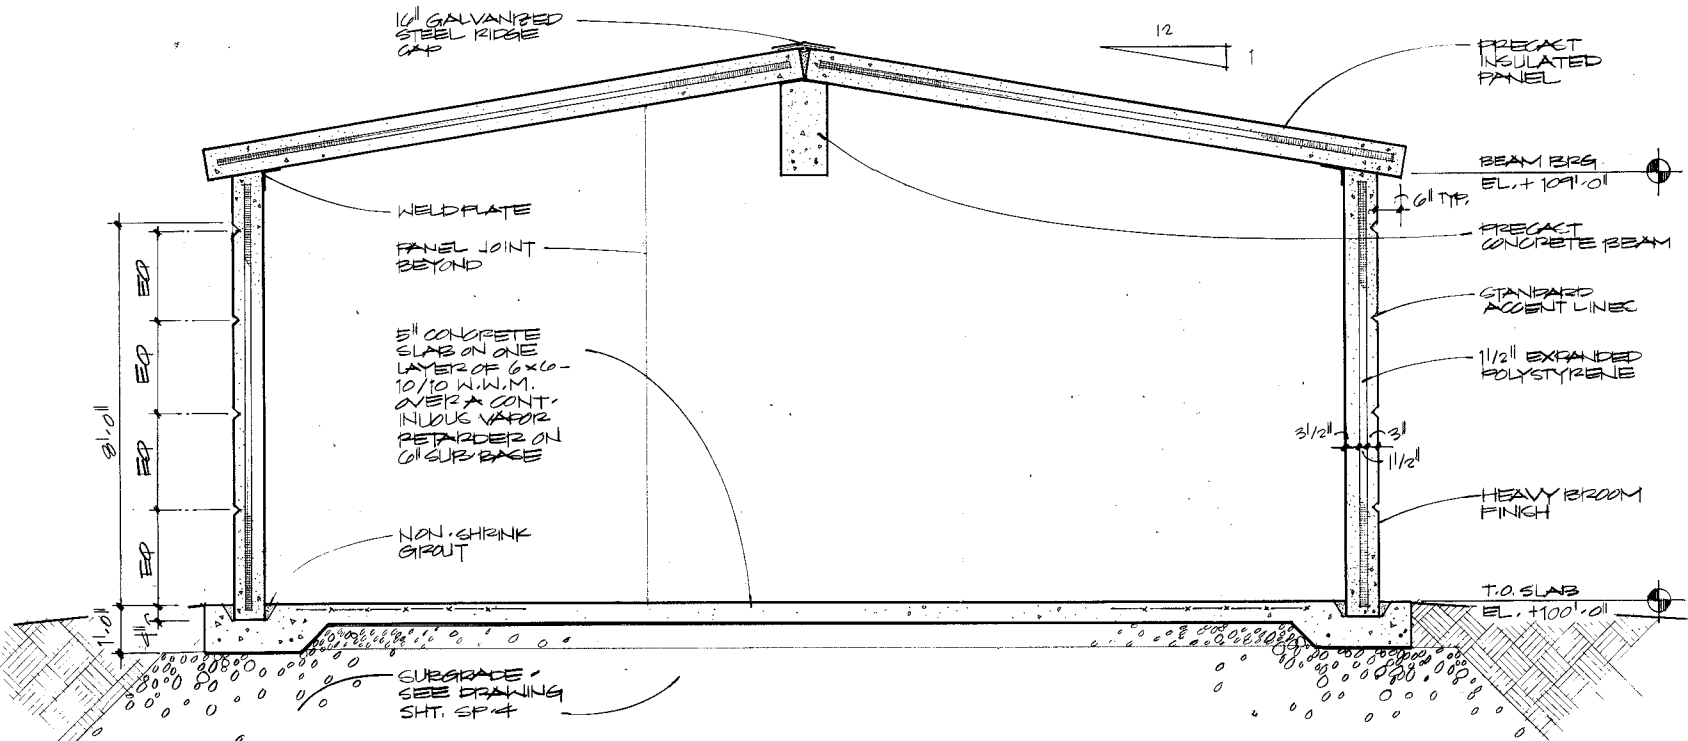 16" GALVANIZED
STEEL RIDGE
CAP
12
1
PRECAST
INSULATED
PANEL
BEAM BRG
EL. + 109'-0"
6" TYP.
WELD PLATE
PANEL JOINT
BEYOND
PRECAST
CONCRETE BEAM
STANDARD
ACCENT LINES
1 1/2" EXPANDED
POLYSTYRENE
5" CONCRETE
SLAB ON ONE
LAYER OF 6x6-
10/10 W.W.M.
OVER A CONT-
INUOUS VAPOR
RETARDER ON
6" SUB-BASE
EQ
EQ
EQ
EQ
8'-0"
3 1/2"
3"
1 1/2"
HEAVY BROOM
FINISH
NON-SHRINK
GROUT
T.O. SLAB
EL. +100'-0"
1'-0"
SUBGRADE -
SEE DRAWING
SHT. SP-4